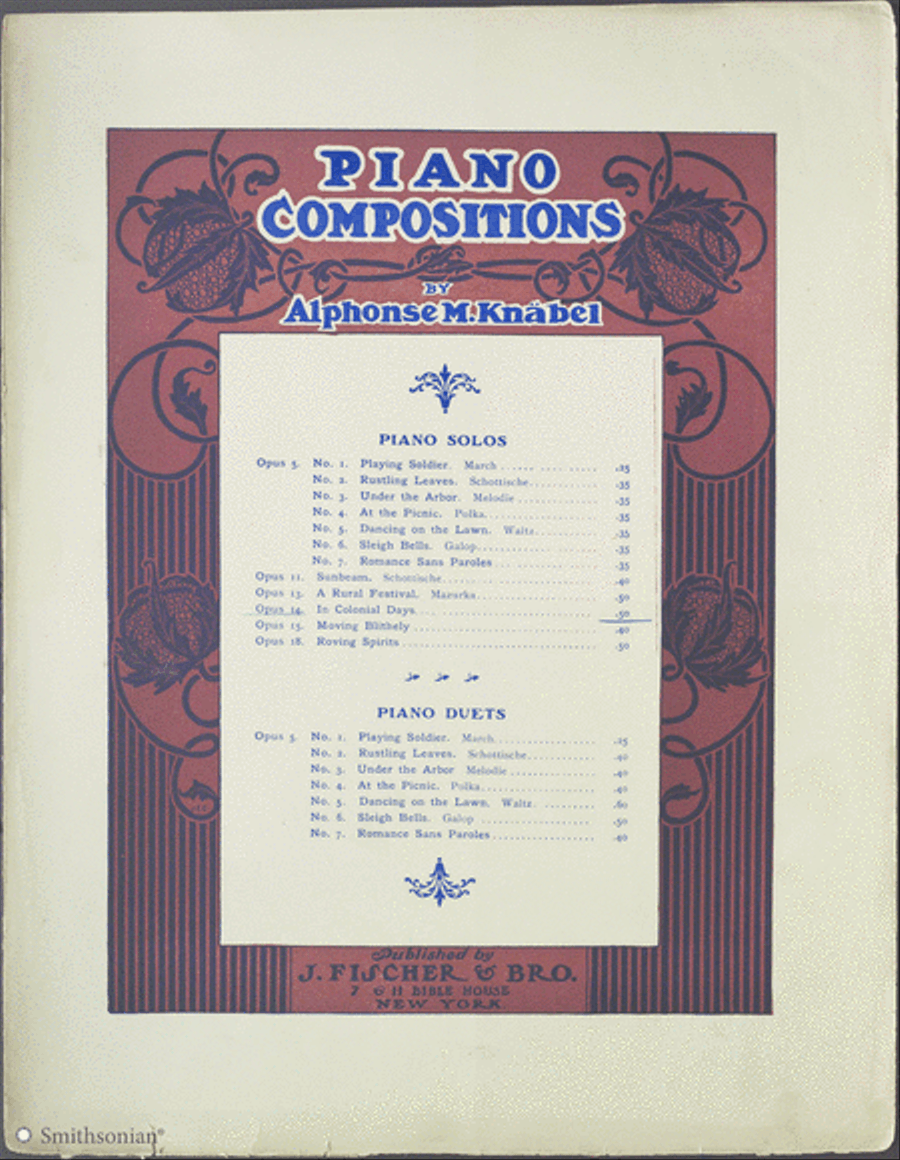 PIANO
COMPOSITIONS
BY
Alphonse M. Knäbel
PIANO SOLOS
Opus 5. No. 1. Playing Soldier. March ...... .... ..... .25
No. 2. Rustling Leaves. Schottische............ .35
No. 3. Under the Arbor. Melodie .............. .35
No. 4. At the Picnic. Polka.................... .35
No. 5. Dancing on the Lawn. Waltz........... .35
No. 6. Sleigh Bells. Galop..................... .35
No. 7. Romance Sans Paroles .................. .35
Opus 11. Sunbeam. Schottische........................... .40
Opus 13. A Rural Festival. Mazurka..................... .50
Opus 14. In Colonial Days............................... .50
Opus 15. Moving Blithely ................................ .40
Opus 18. Roving Spirits .................................. .50
PIANO DUETS
Opus 5. No. 1. Playing Soldier. March.................. .25
No. 2. Rustling Leaves. Schottische............ .40
No. 3. Under the Arbor Melodie ............... .40
No. 4. At the Picnic. Polka.................... .40
No. 5. Dancing on the Lawn. Waltz. ......... .60
No. 6. Sleigh Bells. Galop ................... .50
No. 7. Romance Sans Paroles .................. .40
Published by
J. FISCHER & BRO.
7 & 11 BIBLE HOUSE
NEW YORK
Smithsonian®